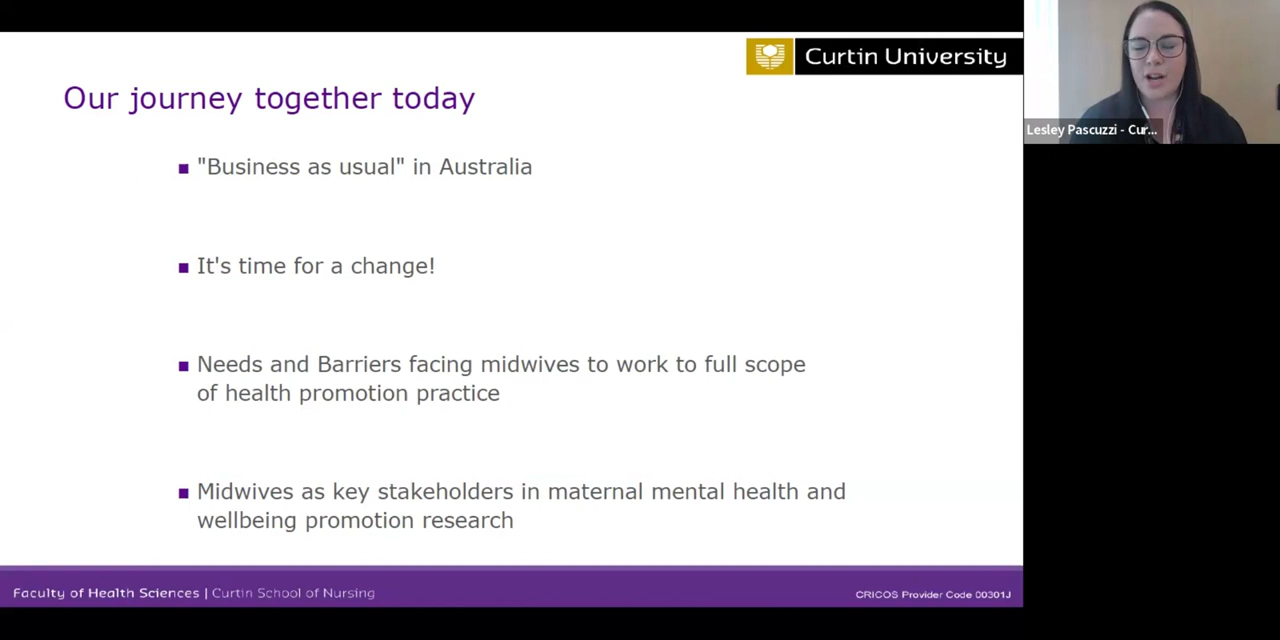 Curtin University
Our journey together today
"Business as usual" in Australia
It's time for a change!
Needs and Barriers facing midwives to work to full scope
of health promotion practice
Midwives as key stakeholders in maternal mental health and
wellbeing promotion research
Faculty of Health Sciences | Curtin School of Nursing
CRICOS Provider Code 00301J
Lesley Pascuzzi - Cur...